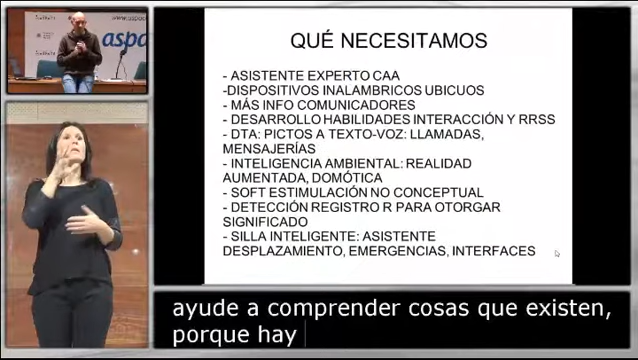 www.aspac
aspa
QUÉ NECESITAMOS
- ASISTENTE EXPERTO CAA
-DISPOSITIVOS INALAMBRICOS UBICUOS
- MÁS INFO COMUNICADORES
- DESARROLLO HABILIDADES INTERACCIÓN Y RRSS
- DTA: PICTOS A TEXTO-VOZ: LLAMADAS,
MENSAJERÍAS
- INTELIGENCIA AMBIENTAL: REALIDAD
AUMENTADA, DOMÓTICA
- SOFT ESTIMULACIÓN NO CONCEPTUAL
- DETECCIÓN REGISTRO R PARA OTORGAR
SIGNIFICADO
- SILLA INTELIGENTE: ASISTENTE
DESPLAZAMIENTO, EMERGENCIAS, INTERFACES
ayude a comprender cosas que existen,
porque hay